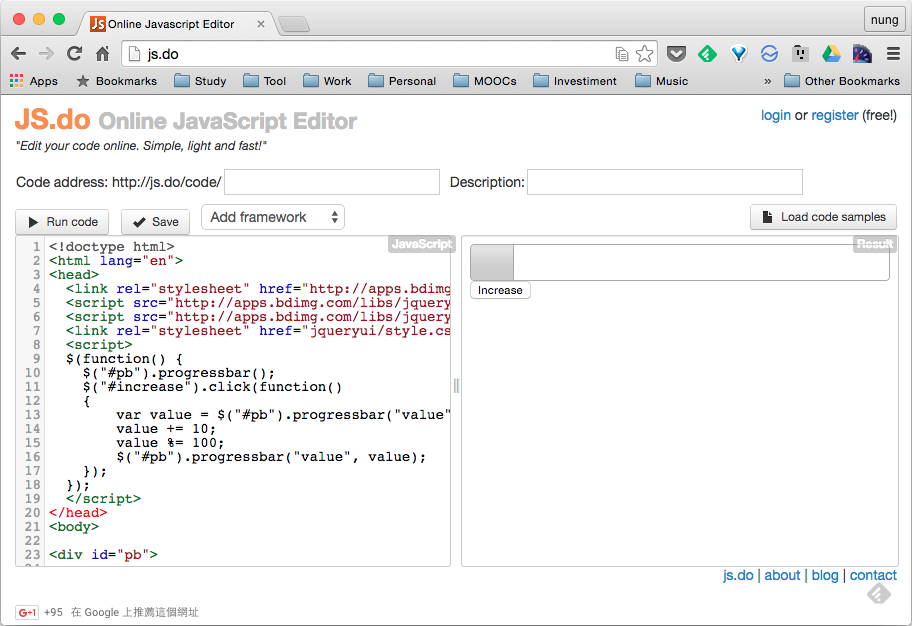 Online Javascript Editor
nung
js.do
Apps Bookmarks Study Tool Work Personal MOOCs Investiment Music » Other Bookmarks
JS.do Online JavaScript Editor
login or register (free!)
"Edit your code online. Simple, light and fast!"
Code address: http://js.do/code/ Description:
Run code Save Add framework Load code samples
JavaScript
Result
1 <!doctype html>
2 <html lang="en">
3 <head>
4 <link rel="stylesheet" href="http://apps.bdimg
5 <script src="http://apps.bdimg.com/libs/jquery
6 <script src="http://apps.bdimg.com/libs/jquery
7 <link rel="stylesheet" href="jqueryui/style.cs
8 <script>
9 $(function() {
10 $("#pb").progressbar();
11 $("#increase").click(function()
12 {
13 var value = $("#pb").progressbar("value"
14 value += 10;
15 value %= 100;
16 $("#pb").progressbar("value", value);
17 });
18 });
19 </script>
20 </head>
21 <body>
22
23 <div id="pb">
Increase
js.do | about | blog | contact
G+1 +95 在 Google 上推薦這個網址